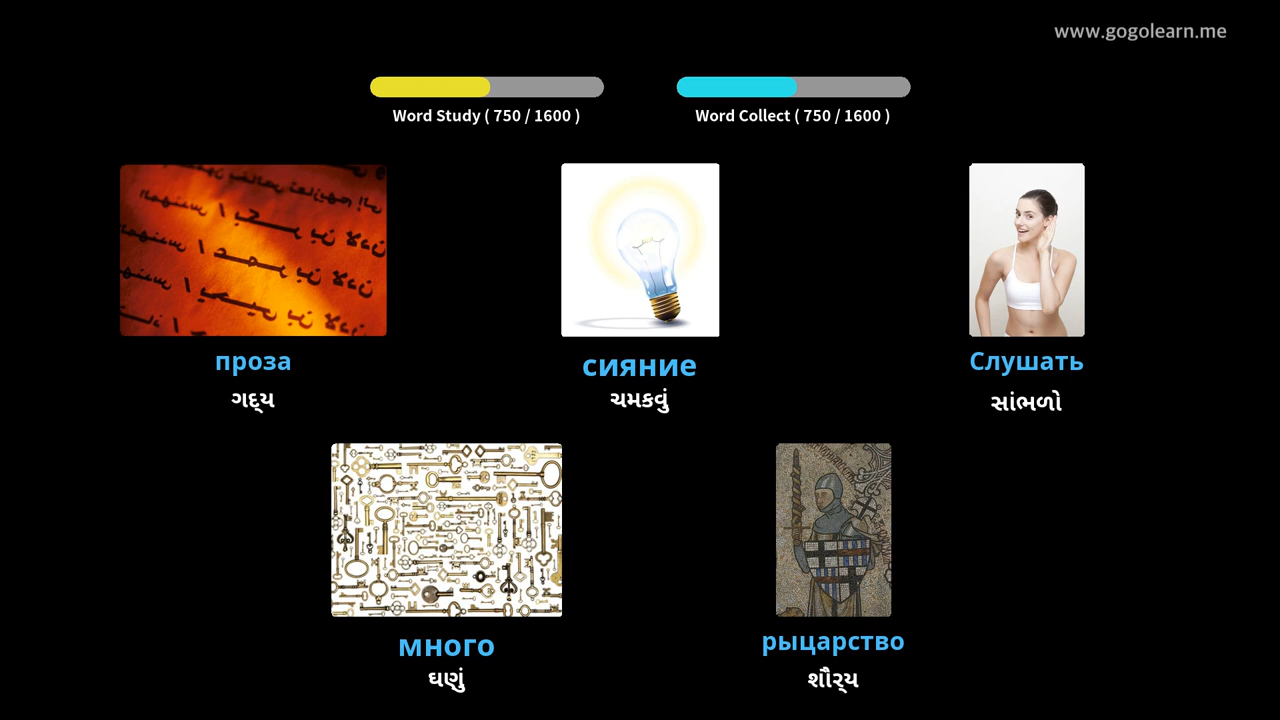 www.gogolearn.me
Word Study ( 750 / 1600 )
Word Collect ( 750 / 1600 )
проза
ગદ્ય
сияние
ચમકવું
Слушать
સાંભળો
много
ઘણું
рыцарство
શૌર્ય